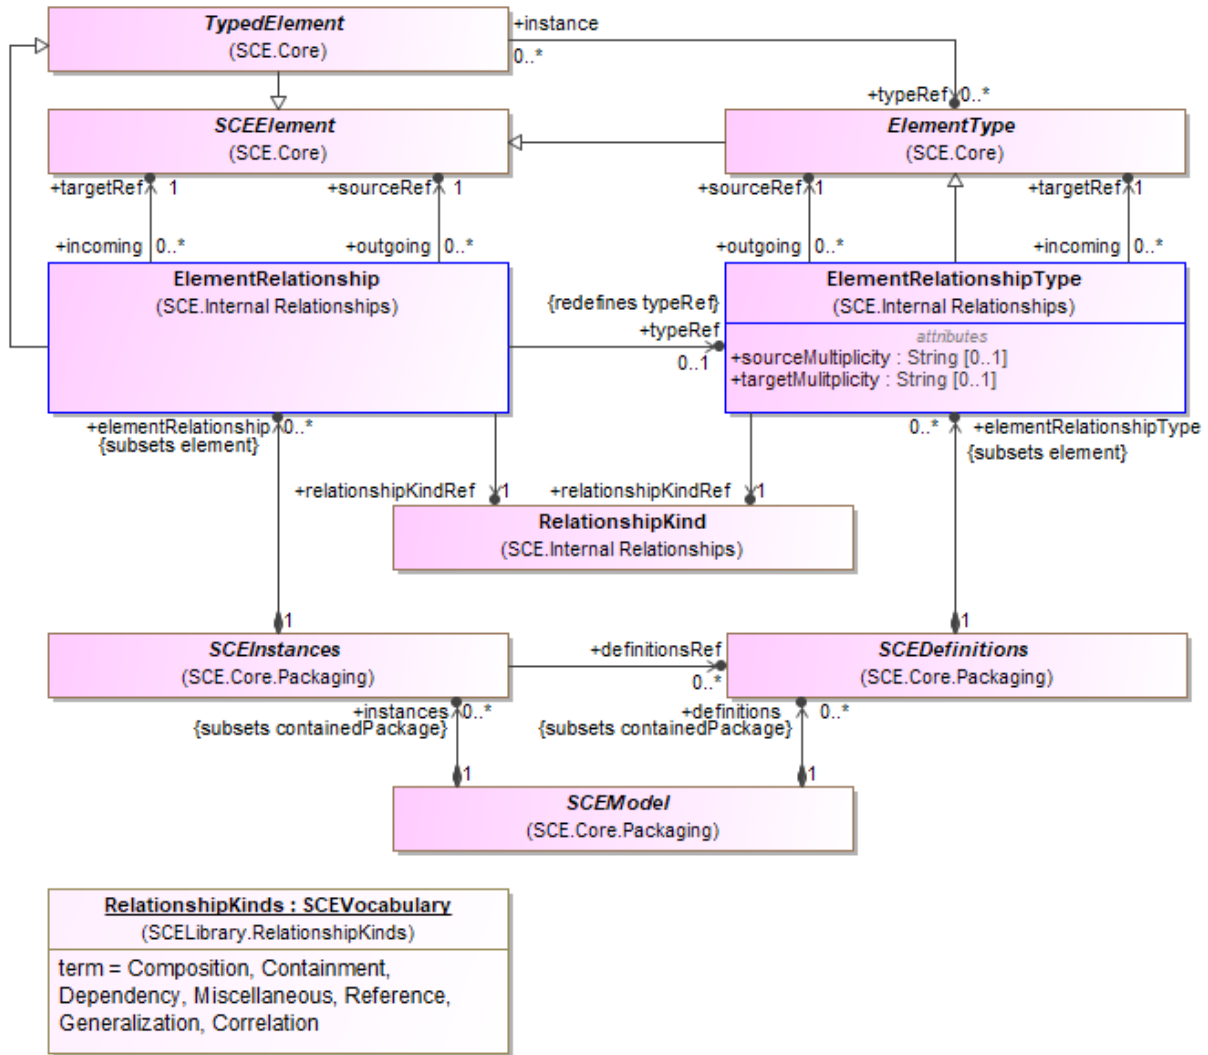 TypedElement
(SCE.Core)
+instance
0..*
+typeRef 0..*
SCEElement
(SCE.Core)
ElementType
(SCE.Core)
+targetRef 1
+sourceRef 1
+sourceRef 1
+targetRef 1
+incoming 0..*
+outgoing 0..*
+outgoing 0..*
+incoming 0..*
ElementRelationship
(SCE.Internal Relationships)
{redefines typeRef}
+typeRef
0..1
ElementRelationshipType
(SCE.Internal Relationships)
attributes
+sourceMultiplicity : String [0..1]
+targetMulitplicity : String [0..1]
+elementRelationship 0..*
{subsets element}
0..* +elementRelationshipType
{subsets element}
+relationshipKindRef 1
+relationshipKindRef 1
RelationshipKind
(SCE.Internal Relationships)
1
1
SCEInstances
(SCE.Core.Packaging)
+definitionsRef
0..*
SCEDefinitions
(SCE.Core.Packaging)
+instances 0..*
{subsets containedPackage}
+definitions 0..*
{subsets containedPackage}
1
1
SCEModel
(SCE.Core.Packaging)
RelationshipKinds : SCEVocabulary
(SCELibrary.RelationshipKinds)
term = Composition, Containment,
Dependency, Miscellaneous, Reference,
Generalization, Correlation